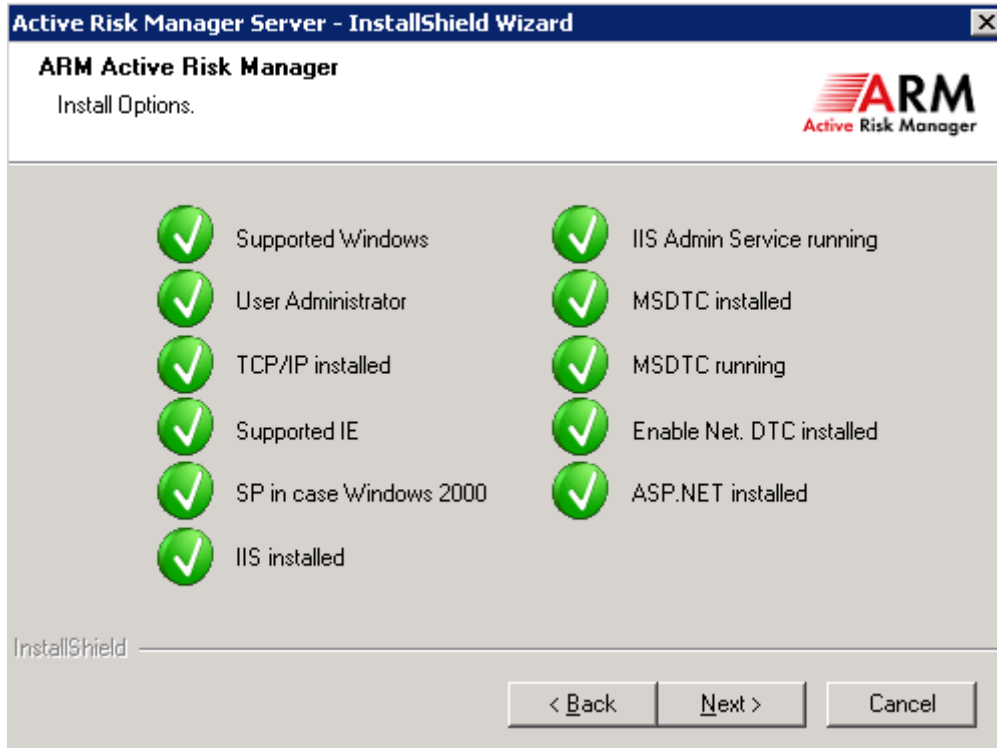 Active Risk Manager Server - InstallShield Wizard
ARM Active Risk Manager
Install Options.
ARM
Active Risk Manager
Supported Windows
User Administrator
TCP/IP installed
Supported IE
SP in case Windows 2000
IIS installed
IIS Admin Service running
MSDTC installed
MSDTC running
Enable Net. DTC installed
ASP.NET installed
InstallShield
< Back
Next >
Cancel